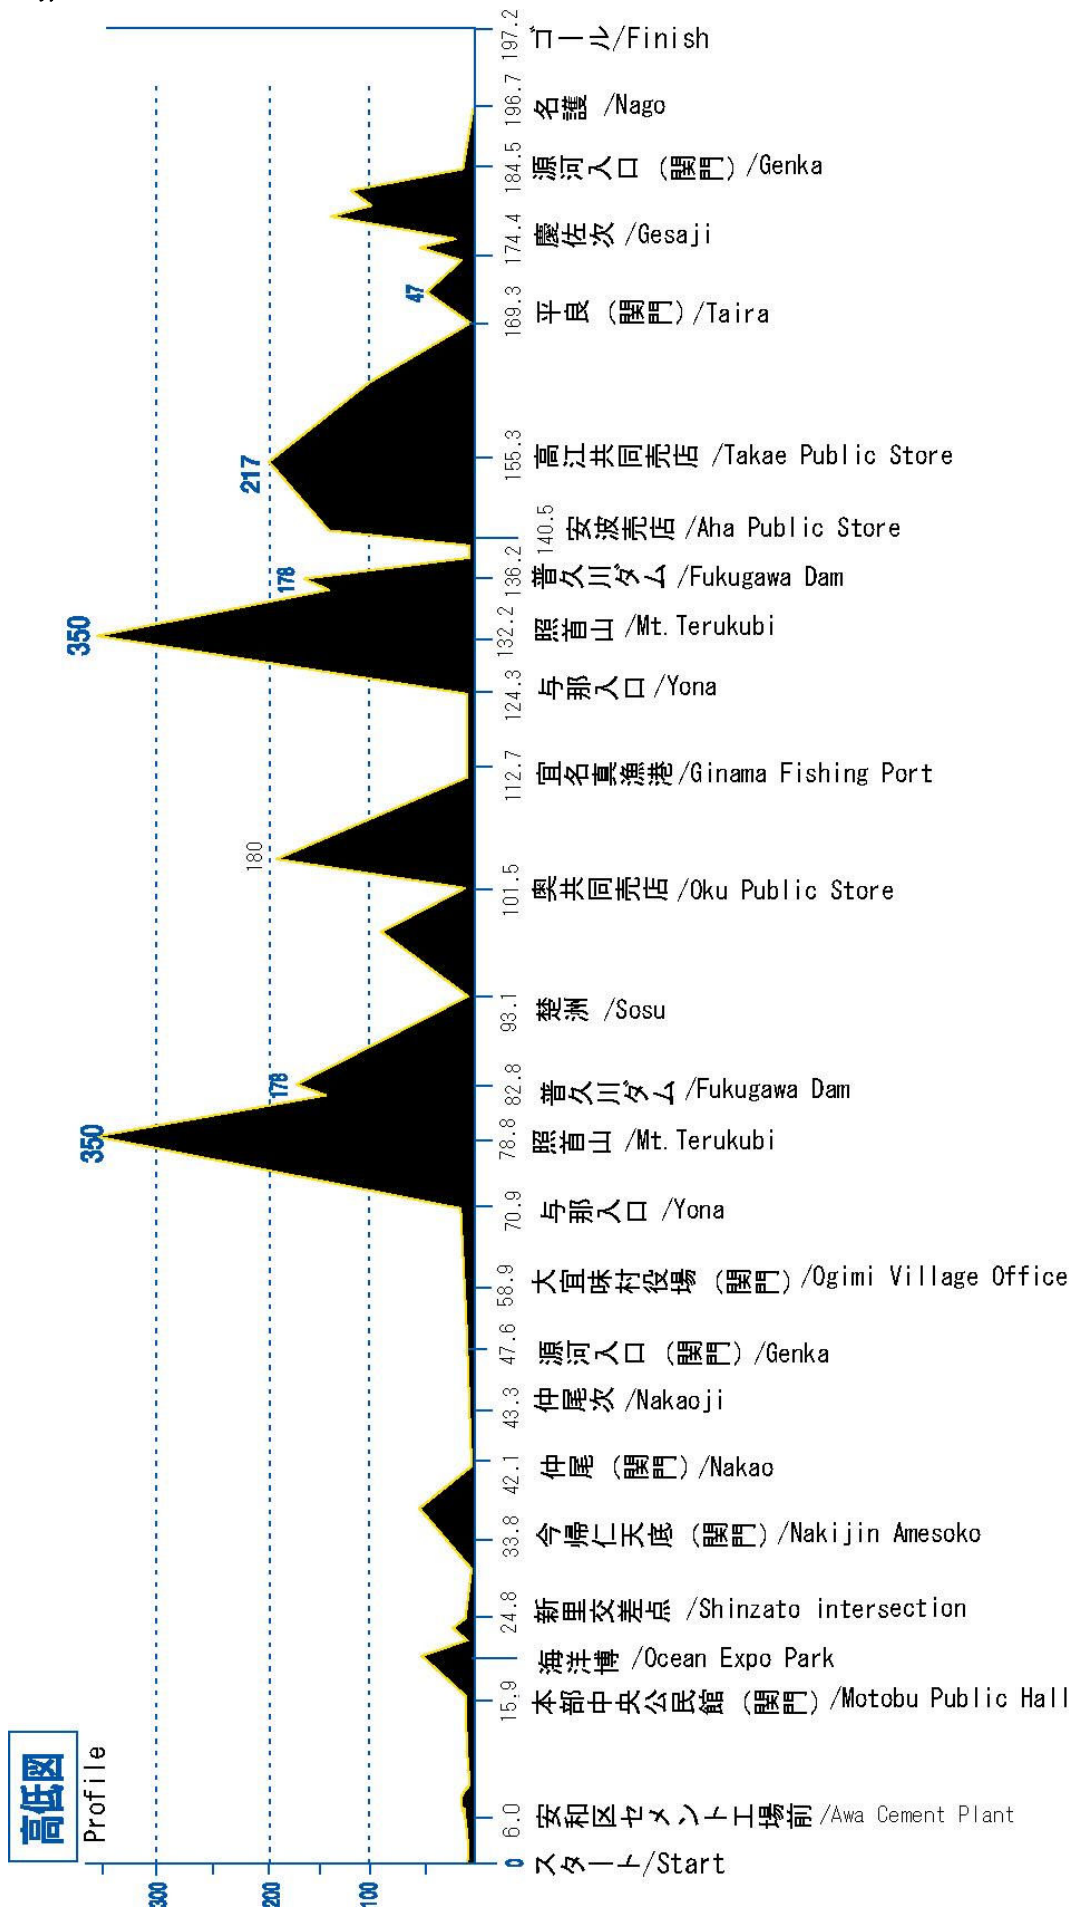 高低図
Profile
300
200
100
0 スタート/Start
6.0 安和区セメント工場前/Awa Cement Plant
15.9 本部中央公民館 (関門)/Motobu Public Hall
海洋博 /Ocean Expo Park
24.8 新里交差点 /Shinzato intersection
33.8 今帰仁天底 (関門)/Nakijin Amesoko
42.1 仲尾 (関門)/Nakao
43.3 仲尾次 /Nakaoji
47.6 源河入口 (関門)/Genka
58.9 大宜味村役場 (関門)/Ogimi Village Office
70.9 与那入口 /Yona
350
78.8 照首山 /Mt.Terukubi
178
82.8 普久川ダム /Fukugawa Dam
93.1 楚洲 /Sosu
101.5 奥共同売店 /Oku Public Store
180
112.7 宜名真漁港/Ginama Fishing Port
124.3 与那入口 /Yona
350
132.2 照首山 /Mt.Terukubi
178
136.2 普久川ダム /Fukugawa Dam
140.5 安波売店 /Aha Public Store
217
155.3 高江共同売店 /Takae Public Store
169.3 平良 (関門)/Taira
47
174.4 慶佐次 /Gesaji
184.5 源河入口 (関門)/Genka
196.7 名護 /Nago
197.2 ゴール/Finish